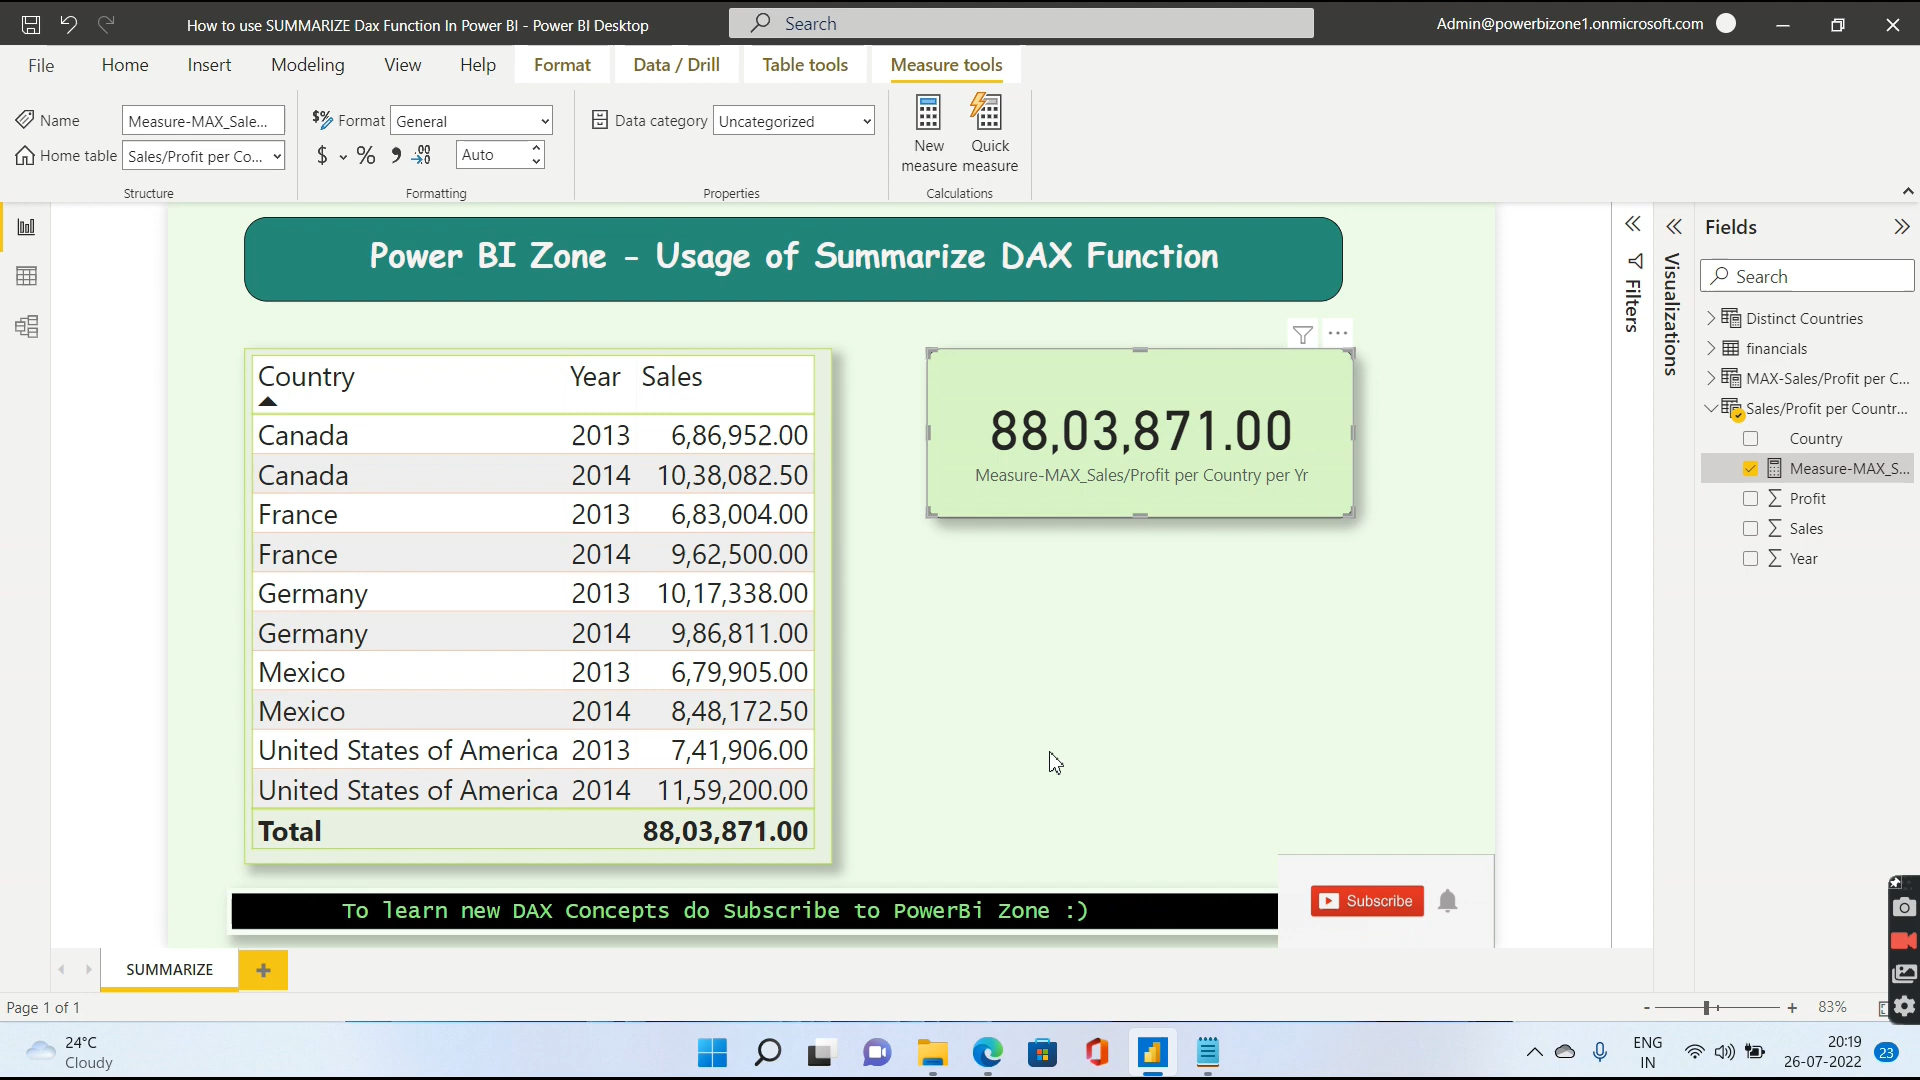 How to use SUMMARIZE Dax Function In Power BI - Power BI Desktop
Search
Admin@powerbizone1.onmicrosoft.com
File Home Insert Modeling View Help Format Data / Drill Table tools Measure tools
Name Measure-MAX_Sale...
Home table Sales/Profit per Co...
Structure
Format General
$ % , .00 Auto
Formatting
Data category Uncategorized
Properties
New measure
Quick measure
Calculations
Power BI Zone - Usage of Summarize DAX Function
Country Year Sales
Canada 2013 6,86,952.00
Canada 2014 10,38,082.50
France 2013 6,83,004.00
France 2014 9,62,500.00
Germany 2013 10,17,338.00
Germany 2014 9,86,811.00
Mexico 2013 6,79,905.00
Mexico 2014 8,48,172.50
United States of America 2013 7,41,906.00
United States of America 2014 11,59,200.00
Total 88,03,871.00
88,03,871.00
Measure-MAX_Sales/Profit per Country per Yr
To learn new DAX Concepts do Subscribe to PowerBi Zone :)
Subscribe
Filters
Visualizations
Fields
Search
Distinct Countries
financials
MAX-Sales/Profit per C...
Sales/Profit per Countr...
Country
Measure-MAX_S...
Profit
Sales
Year
SUMMARIZE
Page 1 of 1
83%
24°C
Cloudy
ENG
IN
20:19
26-07-2022
23